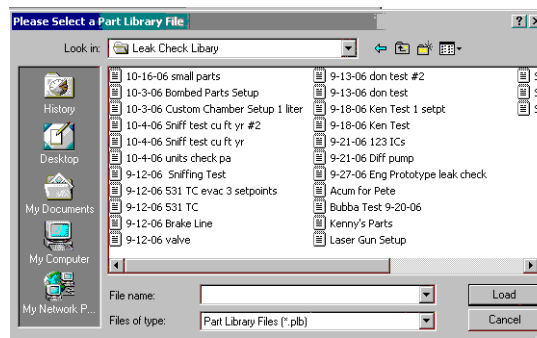 Please Select a Part Library File
Look in:
Leak Check Libary
History
Desktop
My Documents
My Computer
My Network P...
10-16-06 small parts
10-3-06 Bombed Parts Setup
10-3-06 Custom Chamber Setup 1 liter
10-4-06 Sniff test cu ft yr #2
10-4-06 Sniff test cu ft yr
10-4-06 units check pa
9-12-06 Sniffing Test
9-12-06 531 TC evac 3 setpoints
9-12-06 531 TC
9-12-06 Brake Line
9-12-06 valve
9-13-06 don test #2
9-13-06 don test
9-18-06 Ken Test 1 setpt
9-18-06 Ken Test
9-21-06 123 ICs
9-21-06 Diff pump
9-27-06 Eng Prototype leak check
Acum for Pete
Bubba Test 9-20-06
Kenny's Parts
Laser Gun Setup
File name:
Load
Files of type:
Part Library Files (*.plb)
Cancel